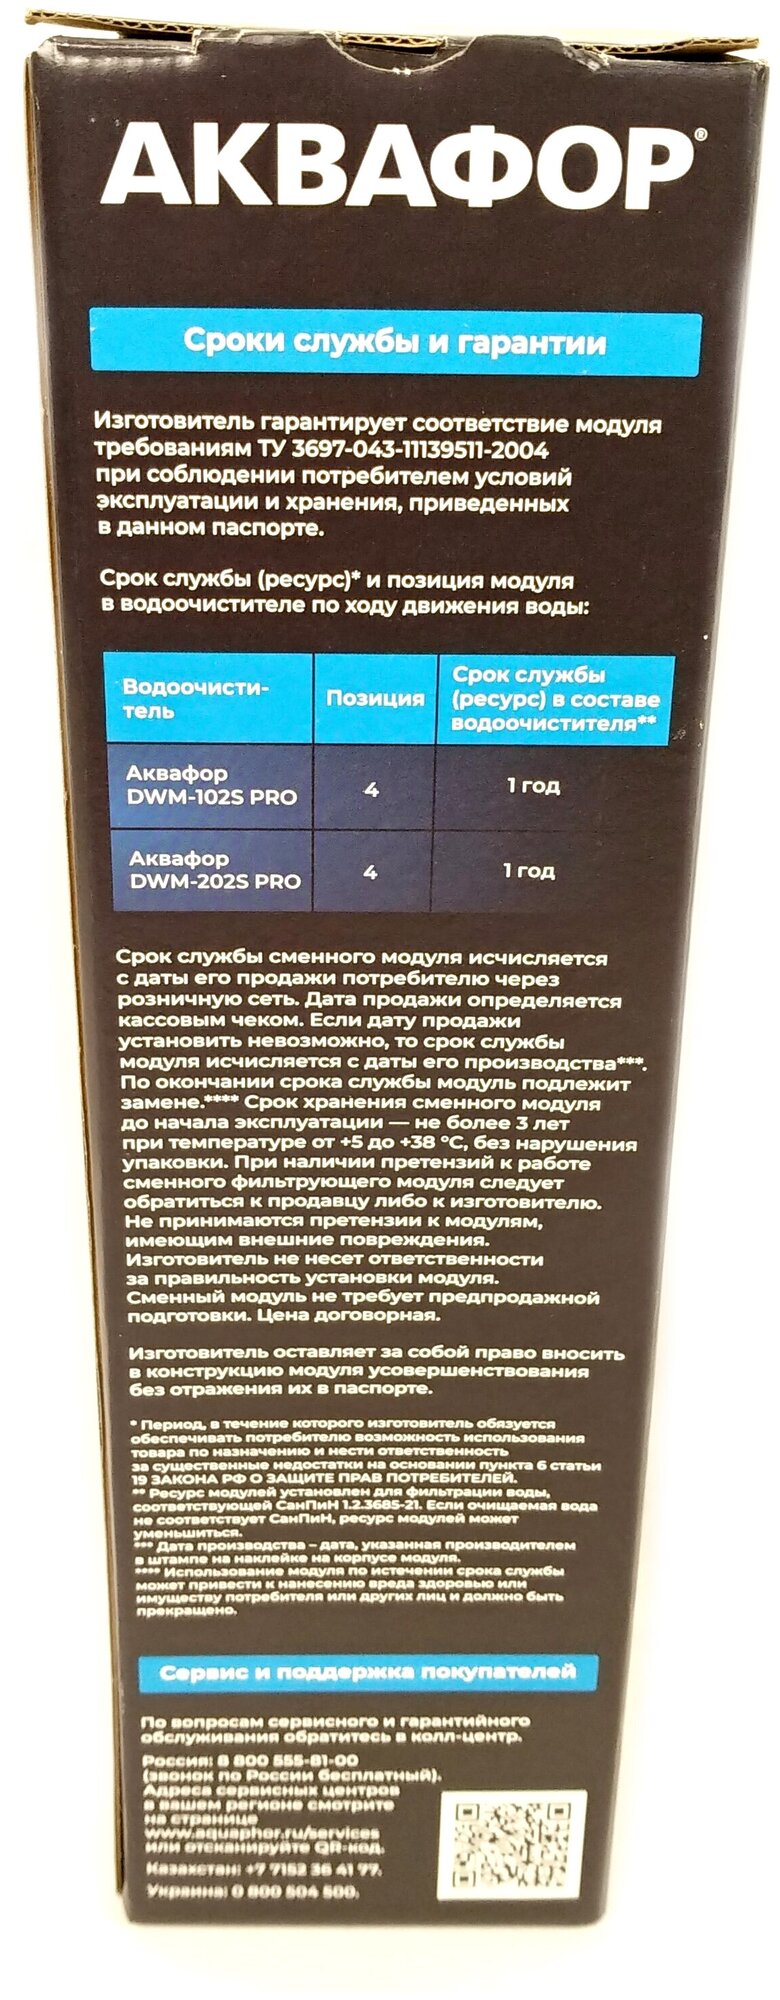 АКВАФОР®
Сроки службы и гарантии
Изготовитель гарантирует соответствие модуля
требованиям ТУ 3697-043-11139511-2004
при соблюдении потребителем условий
эксплуатации и хранения, приведенных
в данном паспорте.
Срок службы (ресурс)* и позиция модуля
в водоочистителе по ходу движения воды:
Водоочисти-
тель
Позиция
Срок службы
(ресурс) в составе
водоочистителя**
Аквафор
DWM-102S PRO
4
1 год
Аквафор
DWM-202S PRO
4
1 год
Срок службы сменного модуля исчисляется
с даты его продажи потребителю через
розничную сеть. Дата продажи определяется
кассовым чеком. Если дату продажи
установить невозможно, то срок службы
модуля исчисляется с даты его производства***.
По окончании срока службы модуль подлежит
замене.**** Срок хранения сменного модуля
до начала эксплуатации — не более 3 лет
при температуре от +5 до +38 °С, без нарушения
упаковки. При наличии претензий к работе
сменного фильтрующего модуля следует
обратиться к продавцу либо к изготовителю.
Не принимаются претензии к модулям,
имеющим внешние повреждения.
Изготовитель не несет ответственности
за правильность установки модуля.
Сменный модуль не требует предпродажной
подготовки. Цена договорная.
Изготовитель оставляет за собой право вносить
в конструкцию модуля усовершенствования
без отражения их в паспорте.
* Период, в течение которого изготовитель обязуется
обеспечивать потребителю возможность использования
товара по назначению и нести ответственность
за существенные недостатки на основании пункта 6 статьи
19 ЗАКОНА РФ О ЗАЩИТЕ ПРАВ ПОТРЕБИТЕЛЕЙ.
** Ресурс модулей установлен для фильтрации воды,
соответствующей СанПиН 1.2.3685-21. Если очищаемая вода
не соответствует СанПиН, ресурс модулей может
уменьшиться.
*** Дата производства – дата, указанная производителем
в штампе на наклейке на корпусе модуля.
**** Использование модуля по истечении срока службы
может привести к нанесению вреда здоровью или
имуществу потребителя или других лиц и должно быть
прекращено.
Сервис и поддержка покупателей
По вопросам сервисного и гарантийного
обслуживания обратитесь в колл-центр.
Россия: 8 800 555-81-00
(звонок по России бесплатный).
Адреса сервисных центров
в вашем регионе смотрите
на странице
www.aquaphor.ru/services
или отсканируйте QR-код.
Казахстан: +7 7152 36 41 77.
Украина: 0 800 504 500.